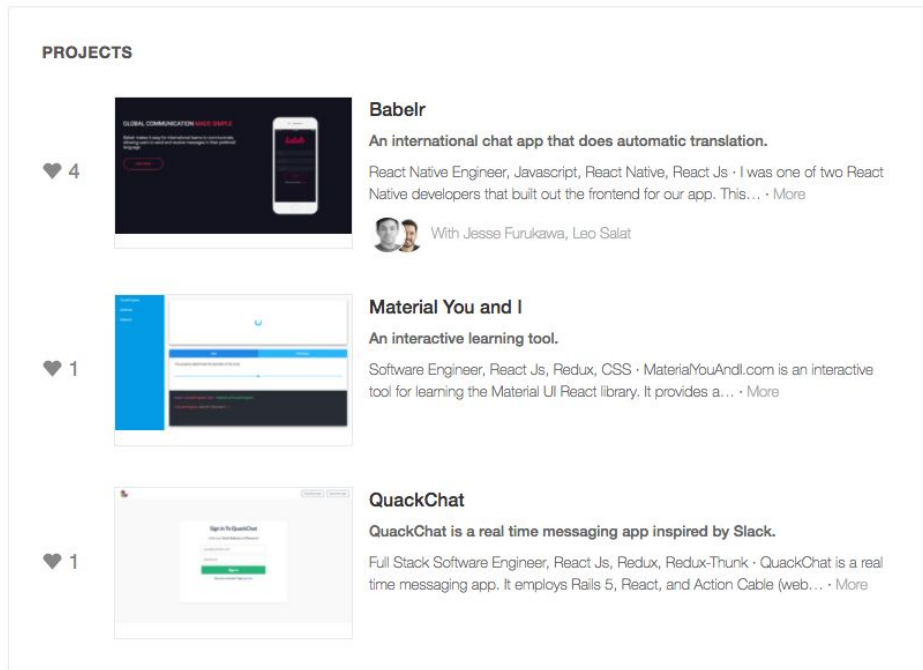 PROJECTS
4
GLOBAL COMMUNICATION MADE SIMPLE
Babelr
An international chat app that does automatic translation.
React Native Engineer, Javascript, React Native, React Js · I was one of two React
Native developers that built out the frontend for our app. This… · More
With Jesse Furukawa, Leo Salat
1
Material You and I
An interactive learning tool.
Software Engineer, React Js, Redux, CSS · MaterialYouAndI.com is an interactive
tool for learning the Material UI React library. It provides a… · More
1
Sign In To QuackChat
Sign In
QuackChat
QuackChat is a real time messaging app inspired by Slack.
Full Stack Software Engineer, React Js, Redux, Redux-Thunk · QuackChat is a real
time messaging app. It employs Rails 5, React, and Action Cable (web… · More